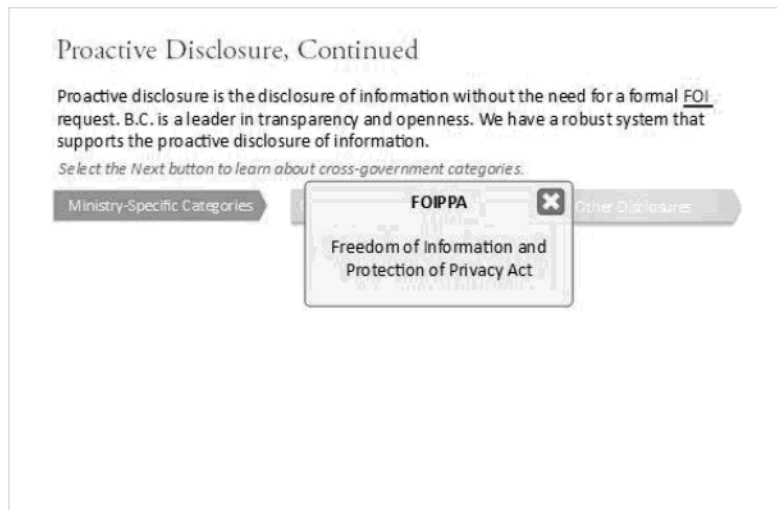 Proactive Disclosure, Continued
Proactive disclosure is the disclosure of information without the need for a formal FOI
request. B.C. is a leader in transparency and openness. We have a robust system that
supports the proactive disclosure of information.
Select the Next button to learn about cross-government categories.
Ministry-Specific Categories
Other Disclosures
FOIPPA
Freedom of Information and
Protection of Privacy Act